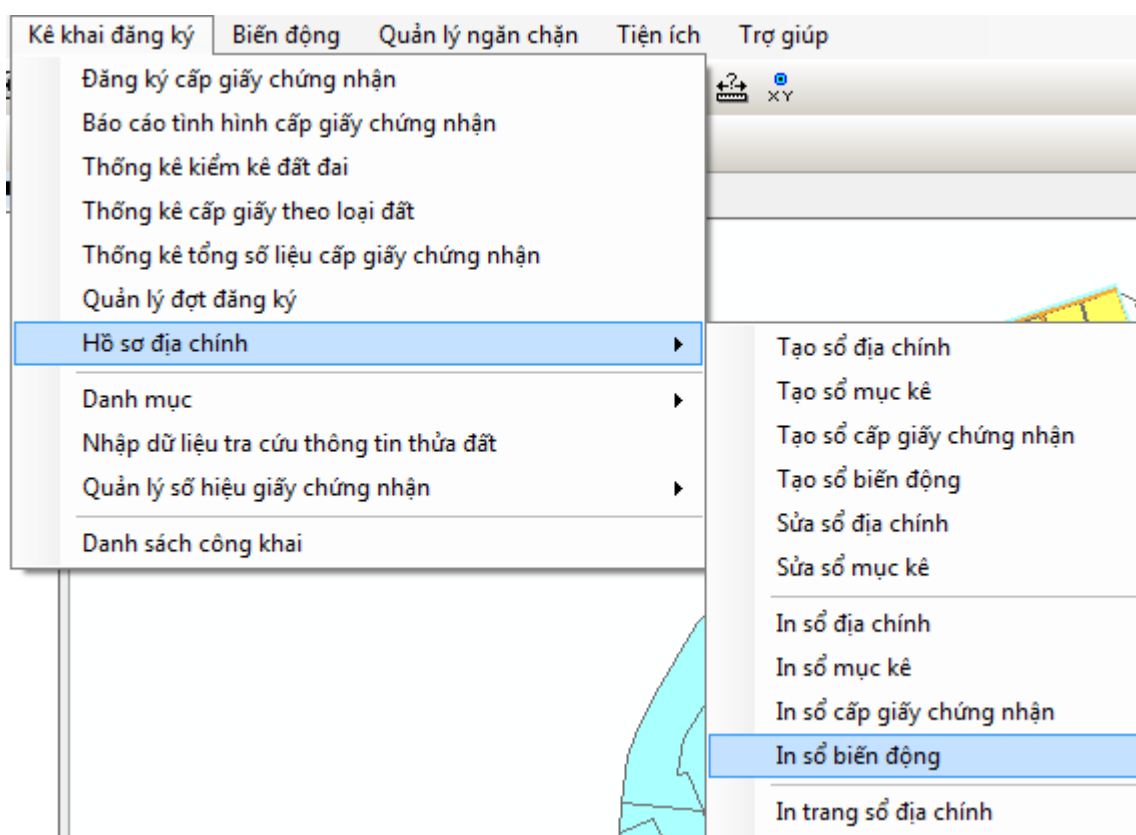 Kê khai đăng ký Biến động Quản lý ngăn chặn Tiện ích Trợ giúp
Đăng ký cấp giấy chứng nhận
Báo cáo tình hình cấp giấy chứng nhận
Thống kê kiểm kê đất đai
Thống kê cấp giấy theo loại đất
Thống kê tổng số liệu cấp giấy chứng nhận
Quản lý đợt đăng ký
Hồ sơ địa chính
Danh mục
Nhập dữ liệu tra cứu thông tin thửa đất
Quản lý số hiệu giấy chứng nhận
Danh sách công khai
?
XY
Tạo sổ địa chính
Tạo sổ mục kê
Tạo sổ cấp giấy chứng nhận
Tạo sổ biến động
Sửa sổ địa chính
Sửa sổ mục kê
In sổ địa chính
In sổ mục kê
In sổ cấp giấy chứng nhận
In sổ biến động
In trang sổ địa chính